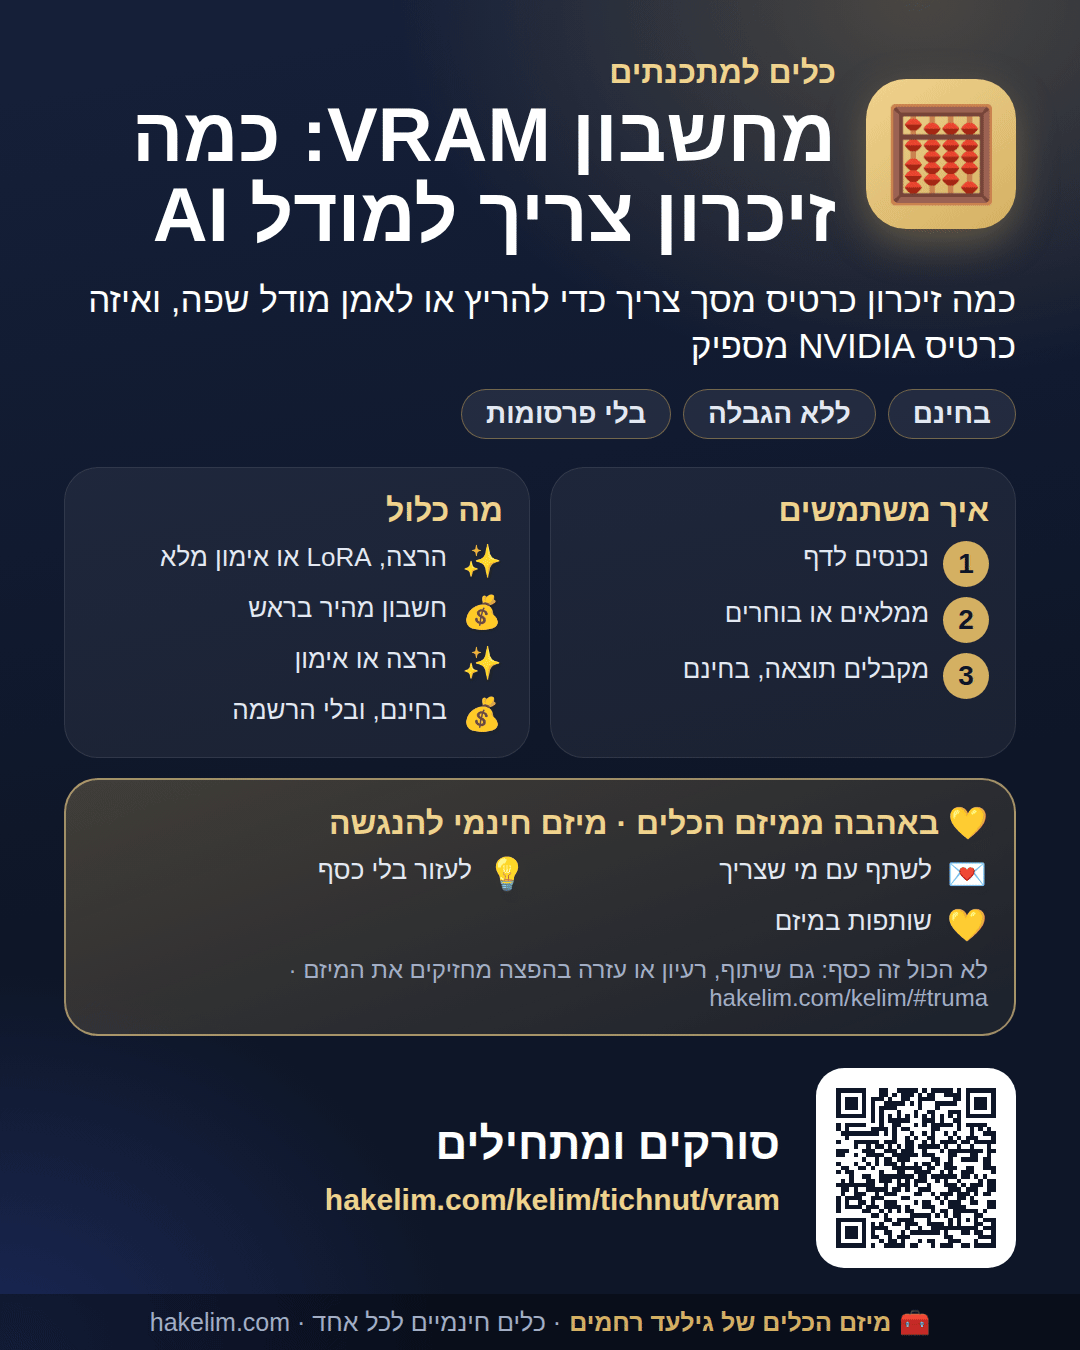 כלים למתכנתים
מחשבון VRAM: כמה
זיכרון צריך למודל AI
כמה זיכרון כרטיס מסך צריך כדי להריץ או לאמן מודל שפה, ואיזה
כרטיס NVIDIA מספיק
בחינם
ללא הגבלה
בלי פרסומות
איך משתמשים
1 נכנסים לדף
2 ממלאים או בוחרים
3 מקבלים תוצאה, בחינם
מה כלול
הרצה, LoRA או אימון מלא
חשבון מהיר בראש
הרצה או אימון
בחינם, ובלי הרשמה
באהבה ממיזם הכלים · מיזם חינמי להנגשה
לשתף עם מי שצריך
לעזור בלי כסף
שותפות במיזם
לא הכול זה כסף: גם שיתוף, רעיון או עזרה בהפצה מחזיקים את המיזם ·
hakelim.com/kelim/#truma
סורקים ומתחילים
hakelim.com/kelim/tichnut/vram
מיזם הכלים של גילעד רחמים · כלים חינמיים לכל אחד · hakelim.com